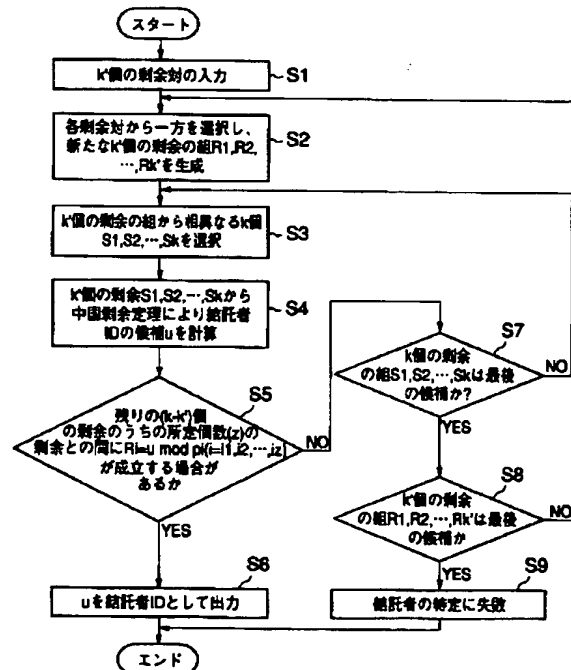 スタート
k'個の剰余対の入力
S1
各剰余対から一方を選択し、
新たなk'個の剰余の組R1,R2,
…,Rk'を生成
S2
k'個の剰余の組から相異なるk個
S1,S2,…,Skを選択
S3
k'個の剰余S1,S2,…,Skから
中国剰余定理により結託者
IDの候補uを計算
S4
S5
残りの(k-k')個
の剰余のうちの所定個数(z)の
剰余との間にRi=u mod pi(i=i1,i2,…,iz)
が成立する場合が
あるか
NO
YES
S6
uを結託者IDとして出力
エンド
S7
k個の剰余
の組S1,S2,…,Skは最後
の候補か?
NO
YES
S8
k'個の剰余
の組R1,R2,…,Rk'は最後
の候補か
NO
YES
S9
結託者の特定に失敗